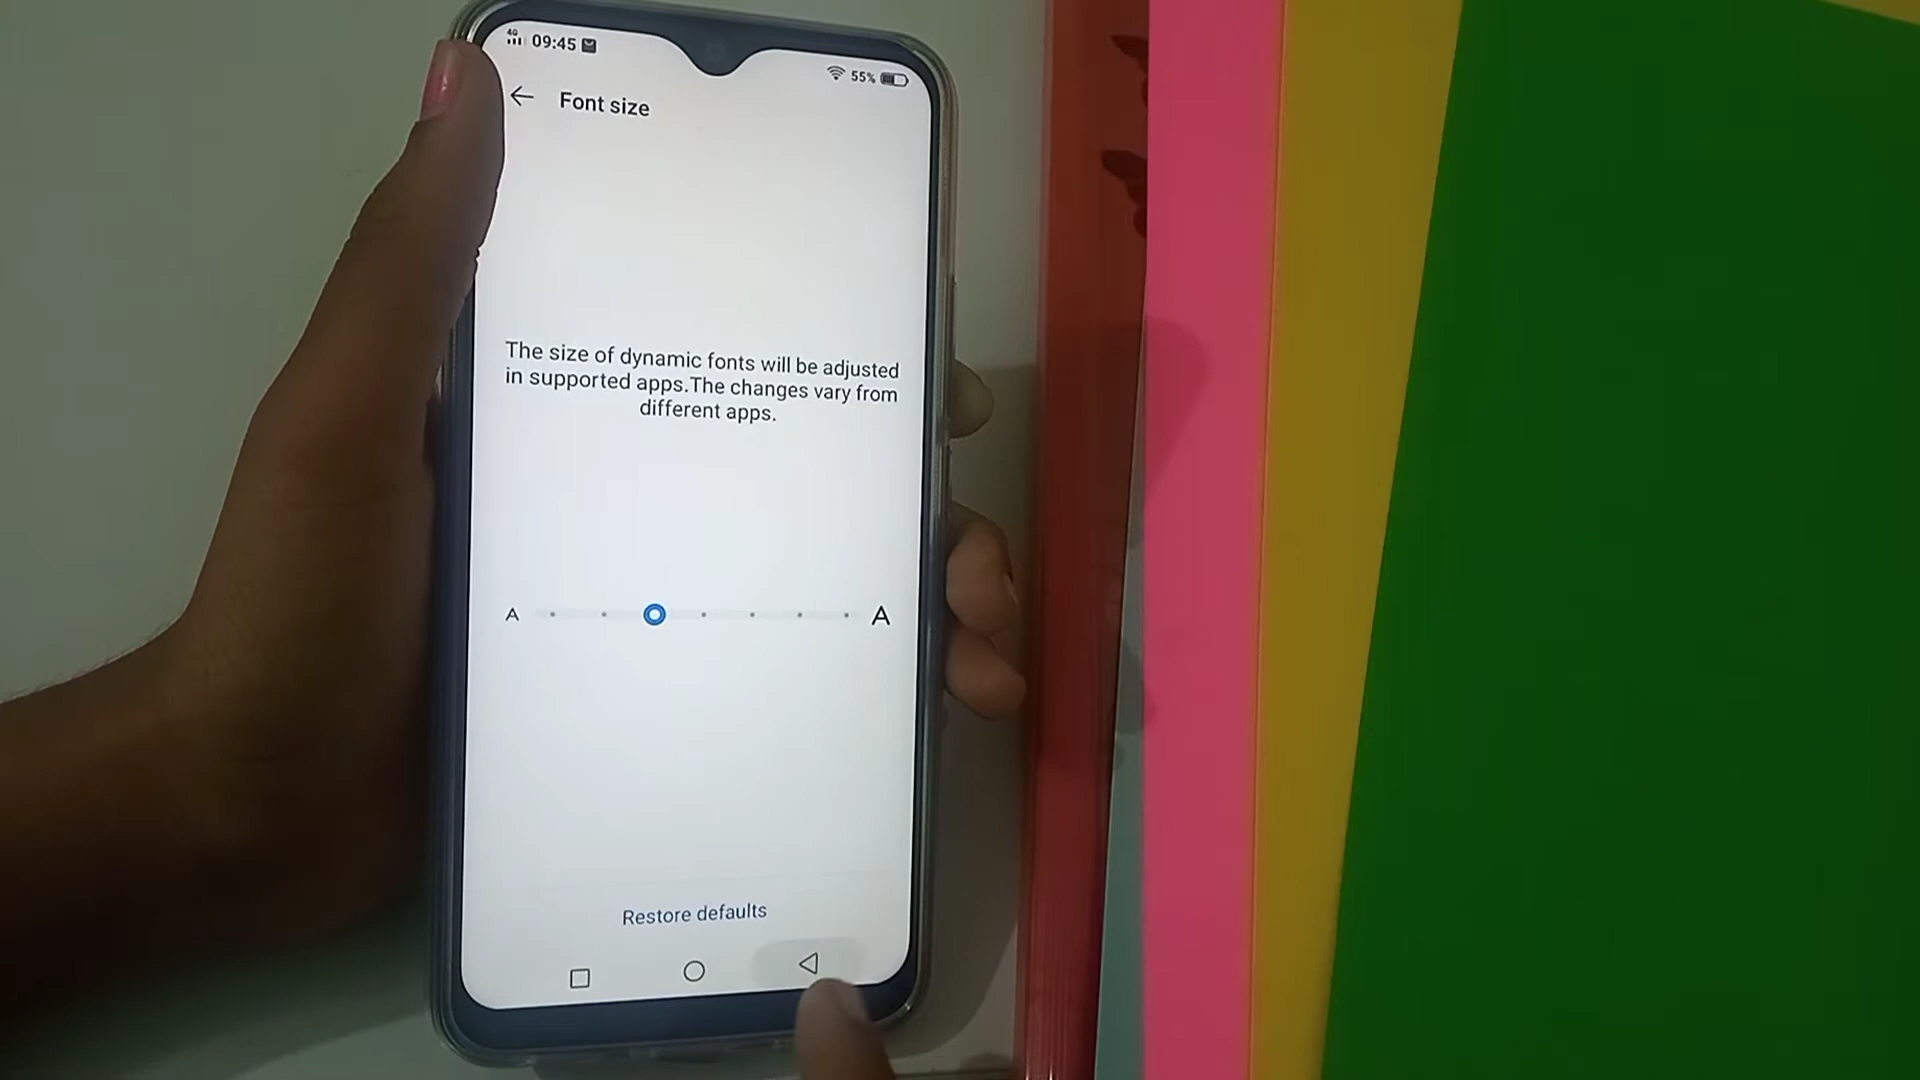 4G 09:45
55%
Font size
The size of dynamic fonts will be adjusted
in supported apps.The changes vary from
different apps.
A A
Restore defaults